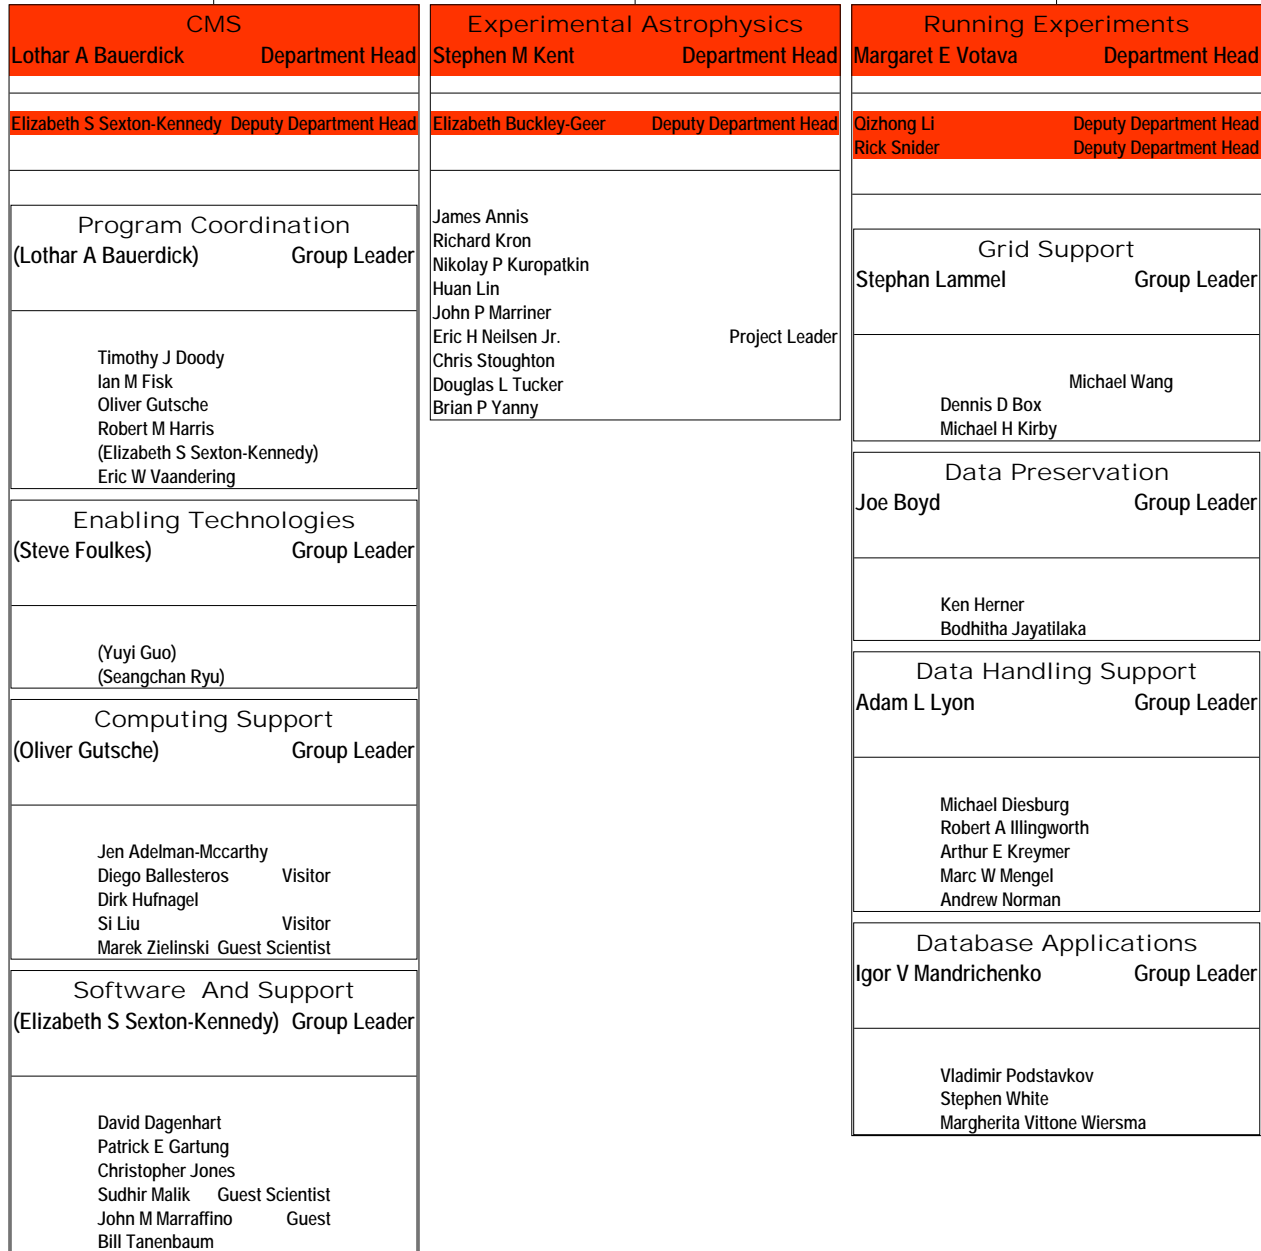 CMS
Lothar A Bauerdick Department Head
Elizabeth S Sexton-Kennedy Deputy Department Head
Program Coordination
(Lothar A Bauerdick) Group Leader
Timothy J Doody
Ian M Fisk
Oliver Gutsche
Robert M Harris
(Elizabeth S Sexton-Kennedy)
Eric W Vaandering
Enabling Technologies
(Steve Foulkes) Group Leader
(Yuyi Guo)
(Seangchan Ryu)
Computing Support
(Oliver Gutsche) Group Leader
Jen Adelman-Mccarthy
Diego Ballesteros Visitor
Dirk Hufnagel
Si Liu Visitor
Marek Zielinski Guest Scientist
Software And Support
(Elizabeth S Sexton-Kennedy) Group Leader
David Dagenhart
Patrick E Gartung
Christopher Jones
Sudhir Malik Guest Scientist
John M Marraffino Guest
Bill Tanenbaum
Experimental Astrophysics
Stephen M Kent Department Head
Elizabeth Buckley-Geer Deputy Department Head
James Annis
Richard Kron
Nikolay P Kuropatkin
Huan Lin
John P Marriner
Eric H Neilsen Jr. Project Leader
Chris Stoughton
Douglas L Tucker
Brian P Yanny
Running Experiments
Margaret E Votava Department Head
Qizhong Li Deputy Department Head
Rick Snider Deputy Department Head
Grid Support
Stephan Lammel Group Leader
Michael Wang
Dennis D Box
Michael H Kirby
Data Preservation
Joe Boyd Group Leader
Ken Herner
Bodhitha Jayatilaka
Data Handling Support
Adam L Lyon Group Leader
Michael Diesburg
Robert A Illingworth
Arthur E Kreymer
Marc W Mengel
Andrew Norman
Database Applications
Igor V Mandrichenko Group Leader
Vladimir Podstavkov
Stephen White
Margherita Vittone Wiersma